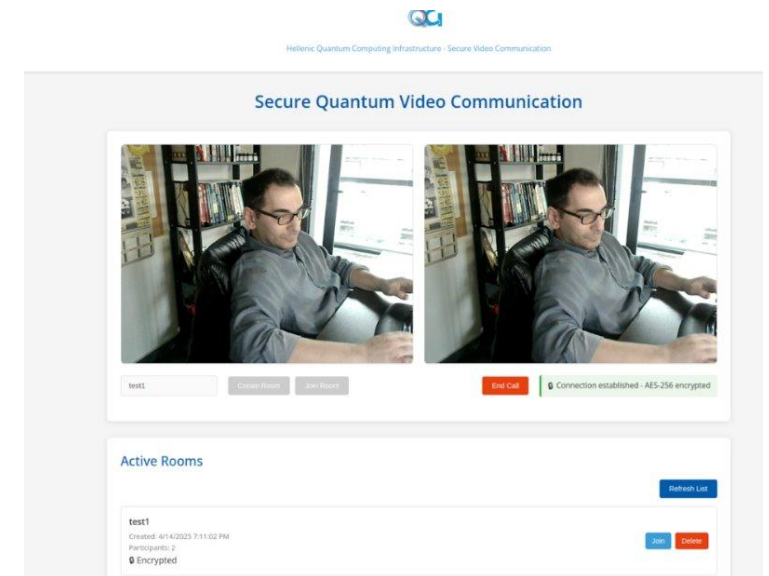 QCI
Hellenic Quantum Computing Infrastructure - Secure Video Communication
Secure Quantum Video Communication
test1
Create Room
Join Room
End Call
Connection established - AES-256 encrypted
Active Rooms
Refresh List
test1
Created: 4/14/2025 7:11:02 PM
Participants: 2
Encrypted
Join
Delete